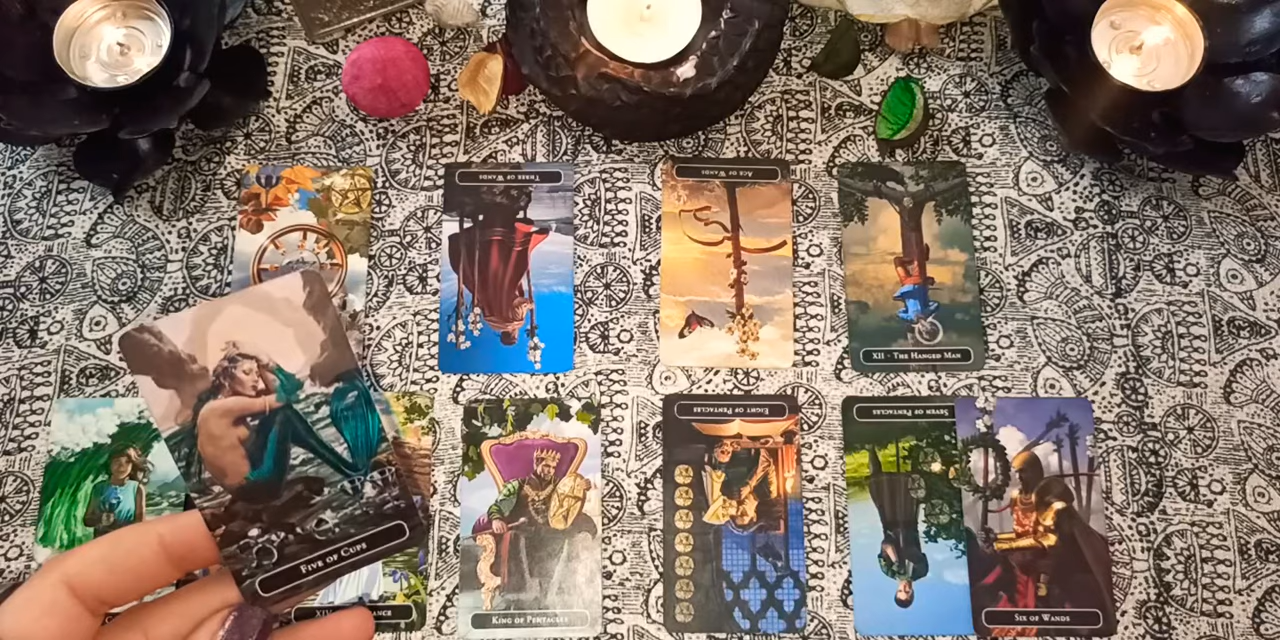 THREE OF WANDS
ACE OF WANDS
XII - THE HANGED MAN
FIVE OF CUPS
KING OF PENTACLES
EIGHT OF PENTACLES
SEVEN OF PENTACLES
SIX OF WANDS